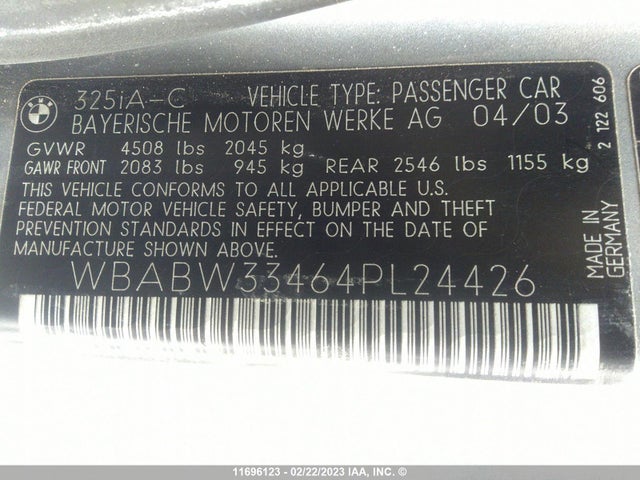 BMW
325iA-C VEHICLE TYPE: PASSENGER CAR
BAYERISCHE MOTOREN WERKE AG 04/03
GVWR 4508 lbs 2045 kg
GAWR FRONT 2083 lbs 945 kg REAR 2546 lbs 1155 kg
THIS VEHICLE CONFORMS TO ALL APPLICABLE U.S.
FEDERAL MOTOR VEHICLE SAFETY, BUMPER AND THEFT
PREVENTION STANDARDS IN EFFECT ON THE DATE OF
MANUFACTURE SHOWN ABOVE.
WBABW33464PL24426
2 122 606
MADE IN
GERMANY
11696123 - 02/22/2023 IAA, Inc.©